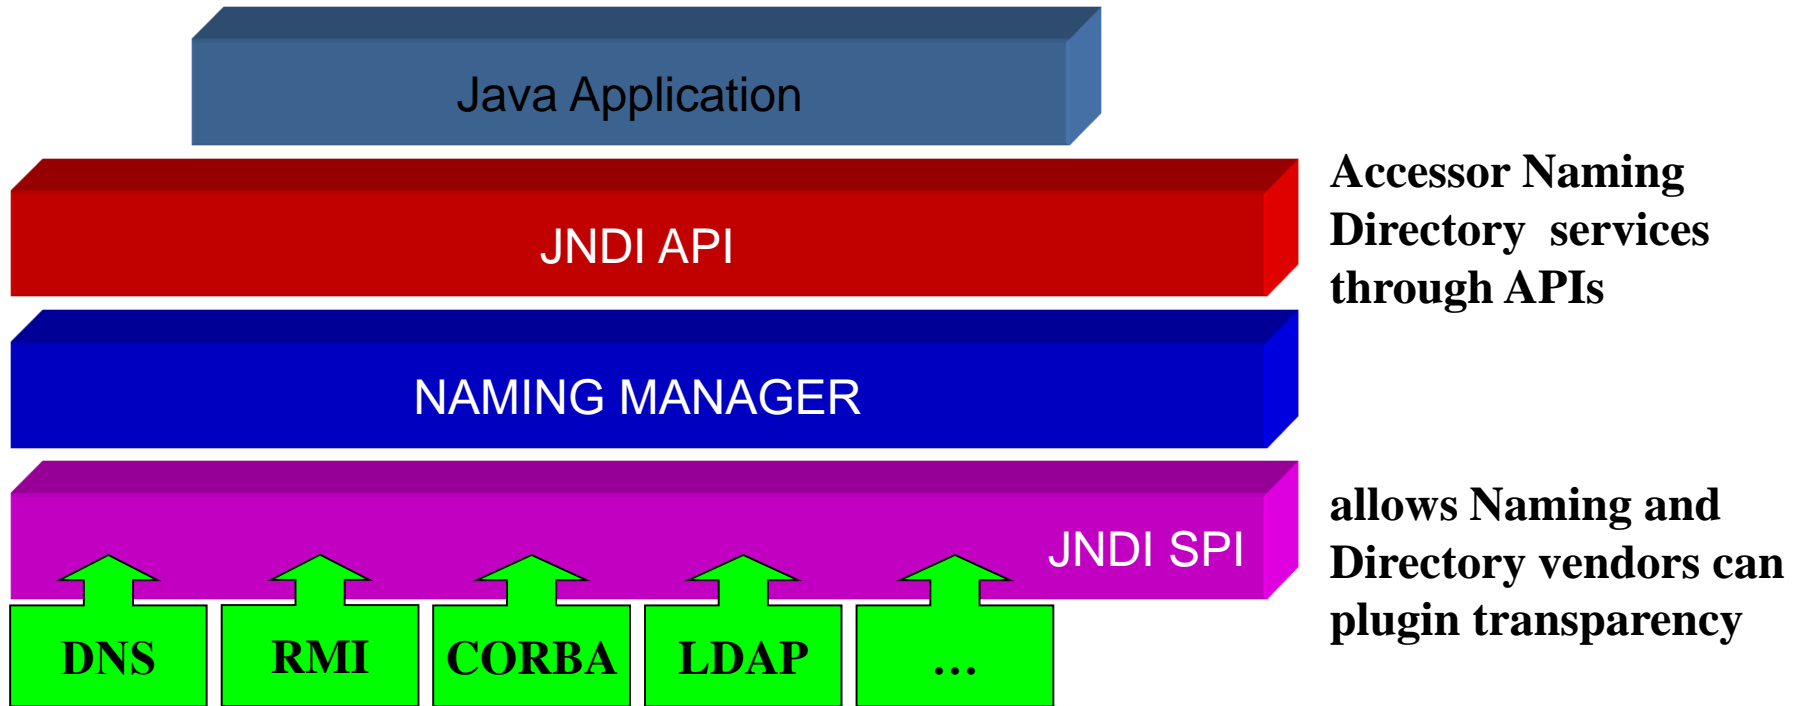 Java Application
JNDI API
Accessor Naming
Directory services
through APIs
NAMING MANAGER
JNDI SPI
allows Naming and
Directory vendors can
plugin transparency
DNS
RMI
CORBA
LDAP
...